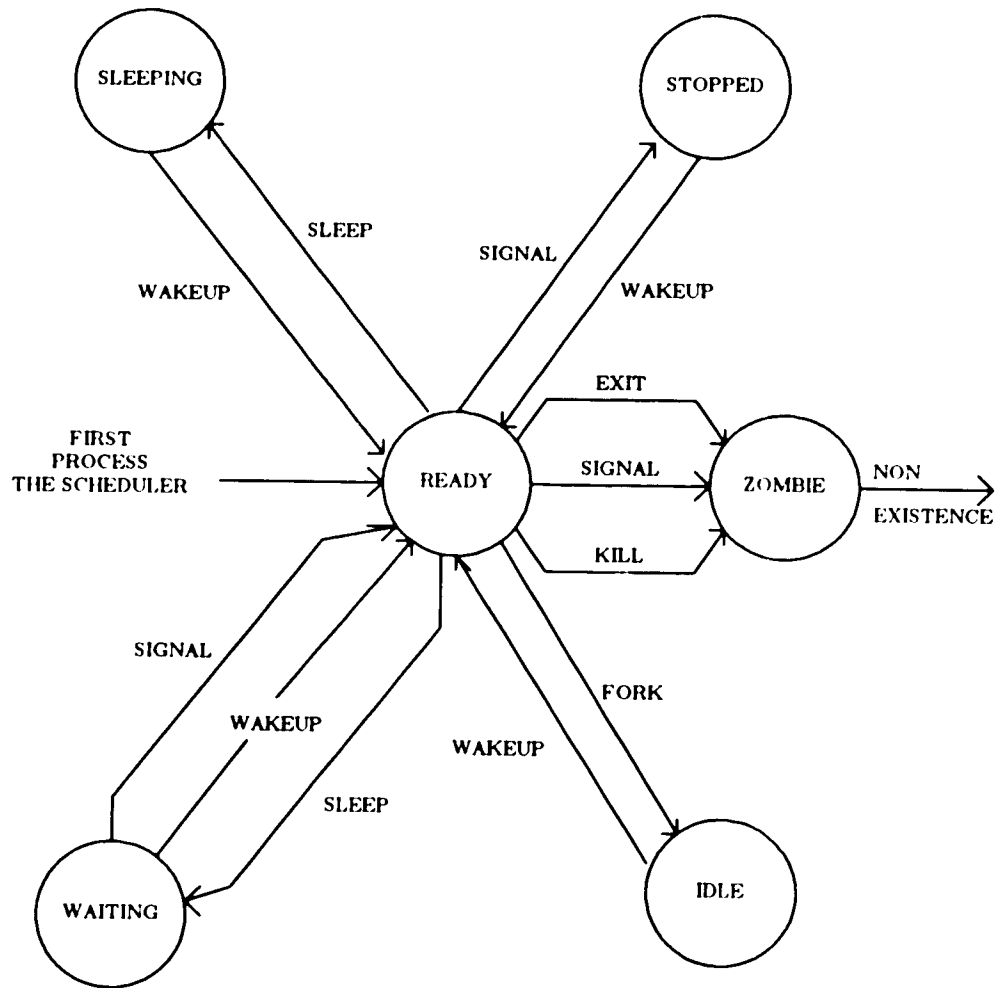 SLEEPING
STOPPED
SLEEP
SIGNAL
WAKEUP
WAKEUP
EXIT
FIRST
PROCESS
THE SCHEDULER
READY
SIGNAL
ZOMBIE
NON
EXISTENCE
KILL
SIGNAL
FORK
WAKEUP
WAKEUP
SLEEP
IDLE
WAITING